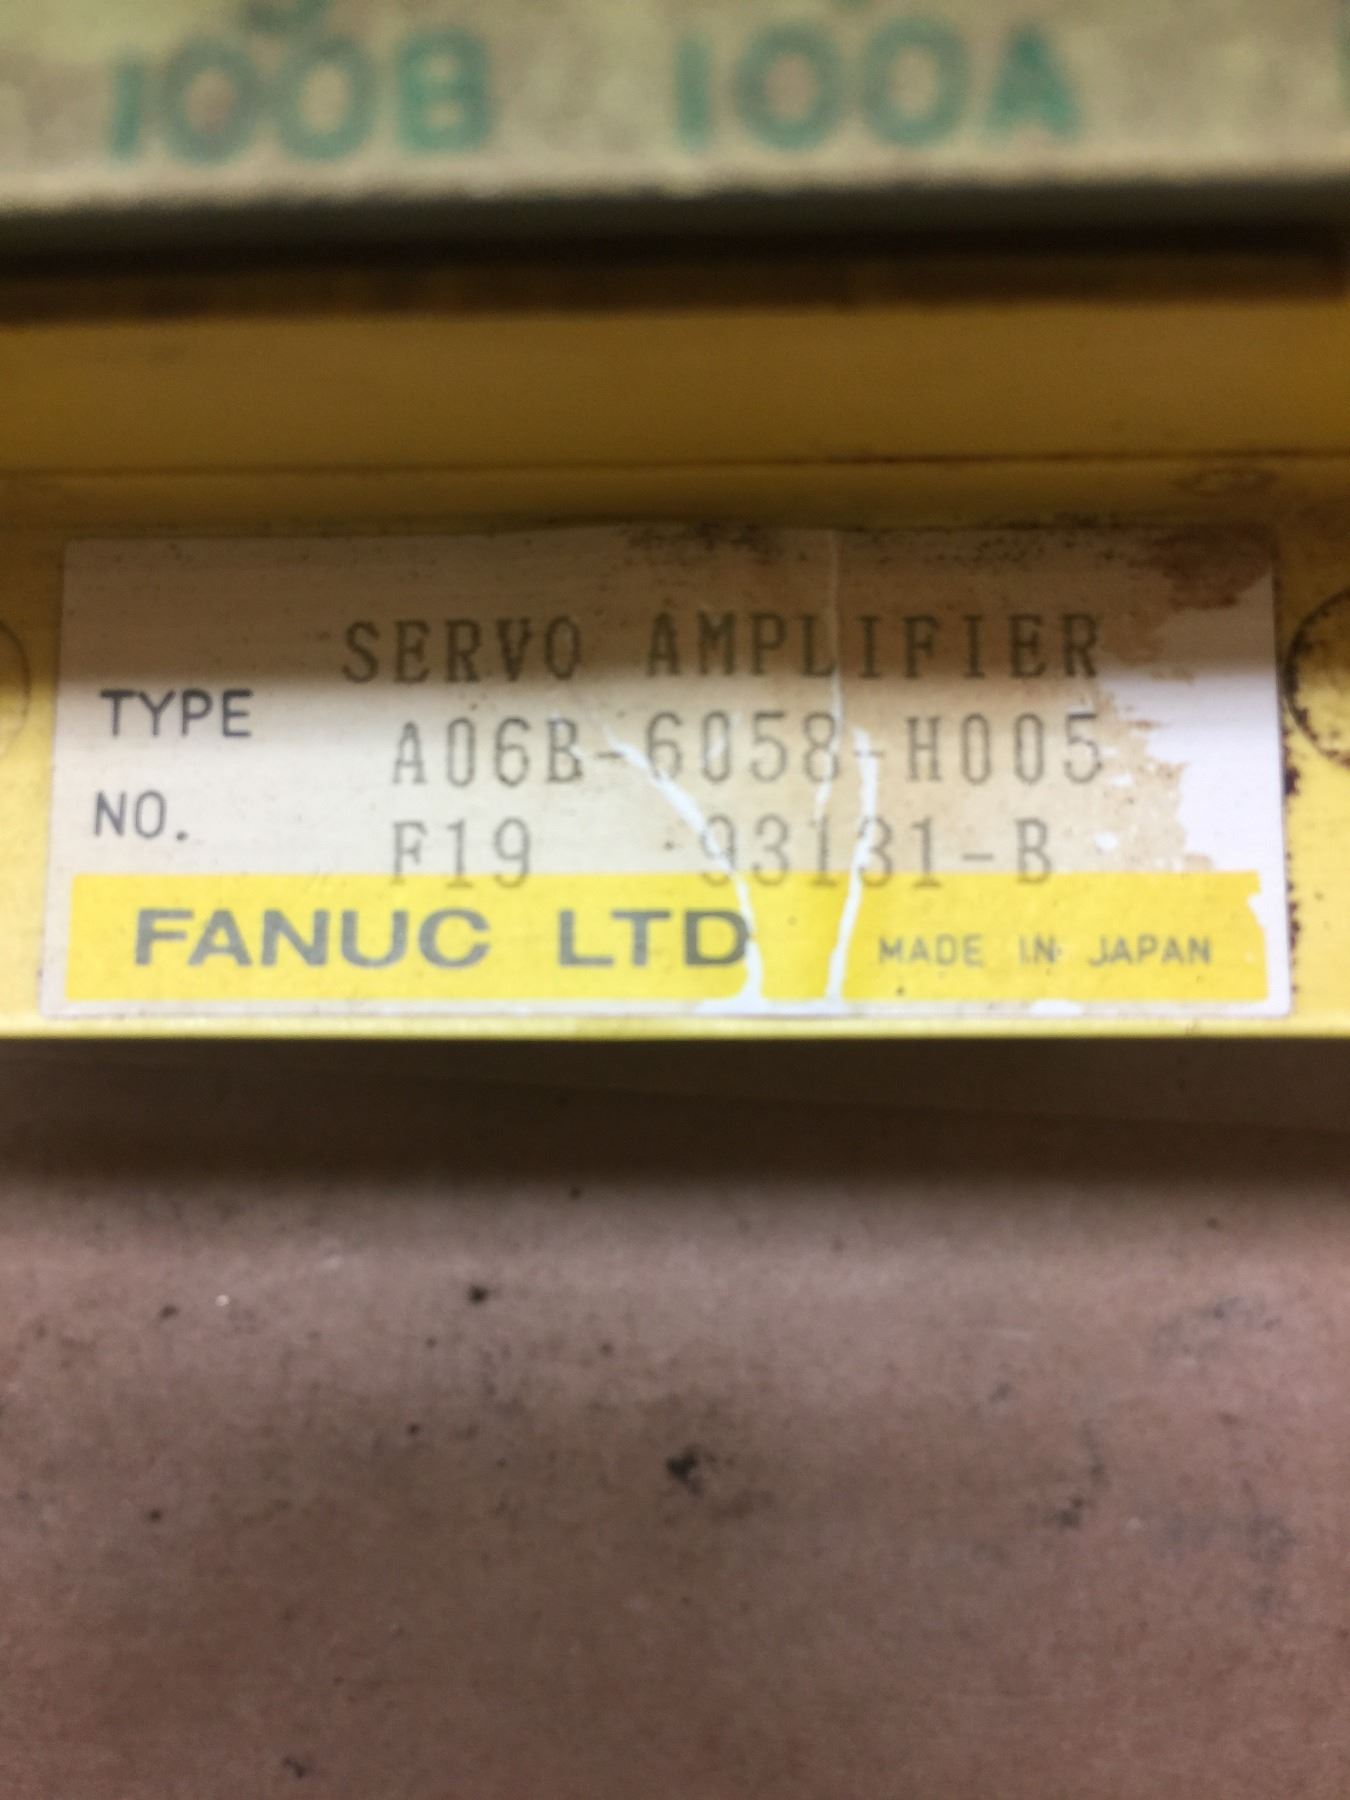 100B 100A
SERVO AMPLIFIER
TYPE A06B-6058-H005
NO. F19 93131-B
FANUC LTD MADE IN JAPAN